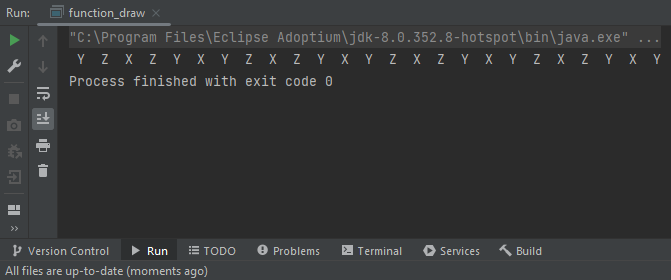 Run: function_draw
"C:\Program Files\Eclipse Adoptium\jdk-8.0.352.8-hotspot\bin\java.exe" ...
Y Z X Z Y X Y Z X Z Y X Y Z X Z Y X Y Z X Z Y X Y
Process finished with exit code 0
Version Control Run TODO Problems Terminal Services Build
All files are up-to-date (moments ago)